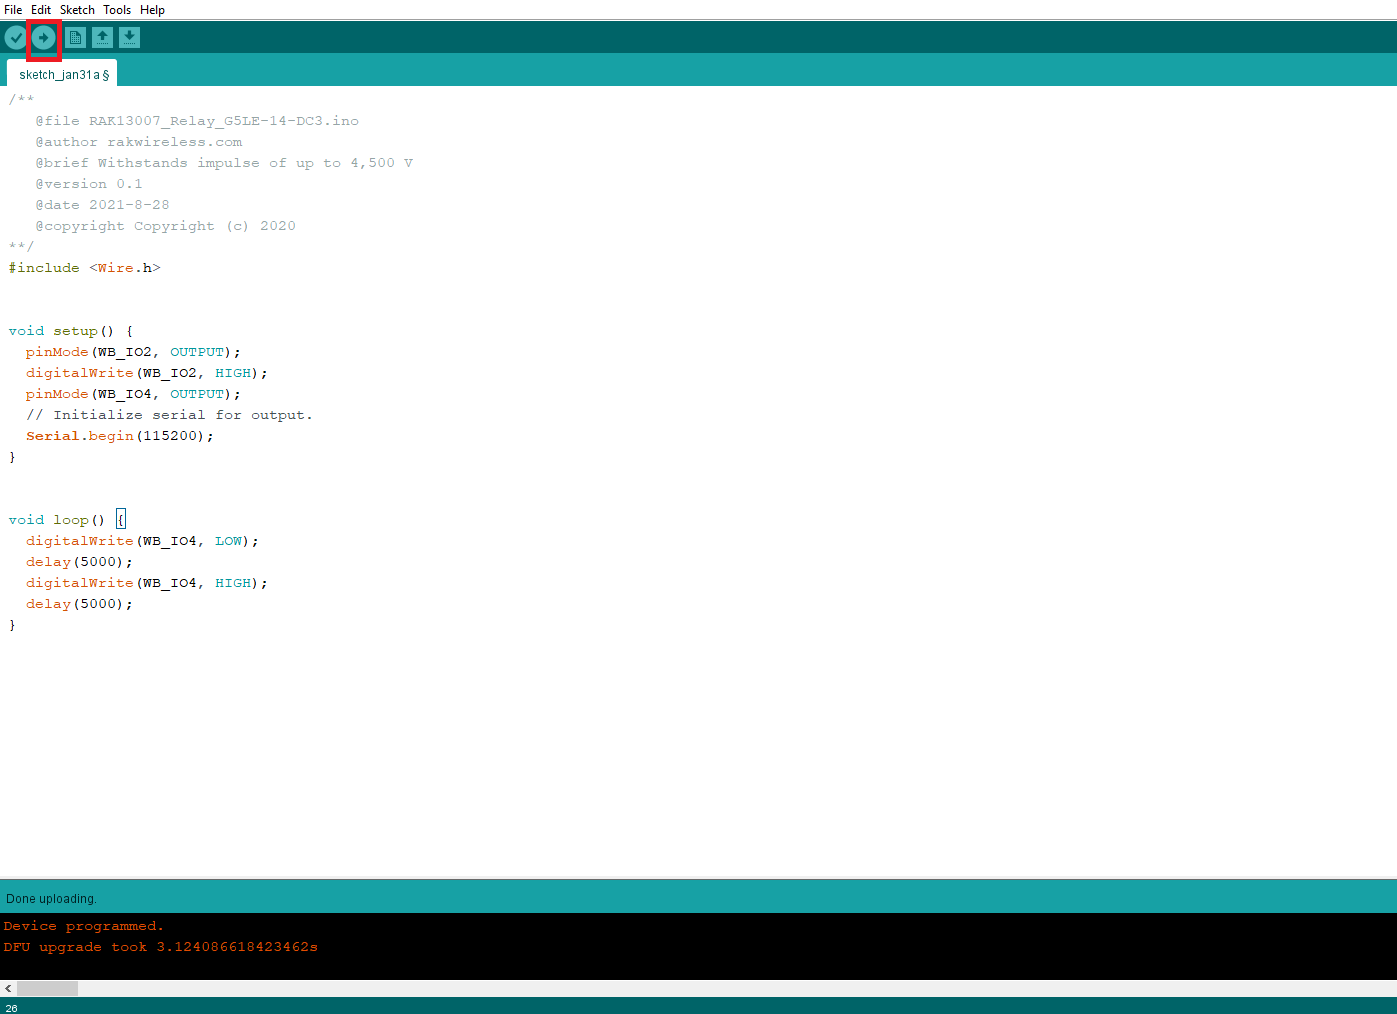 File Edit Sketch Tools Help
sketch_jan31a §
/**
   @file RAK13007_Relay_G5LE-14-DC3.ino
   @author rakwireless.com
   @brief Withstands impulse of up to 4,500 V
   @version 0.1
   @date 2021-8-28
   @copyright Copyright (c) 2020
**/
#include <Wire.h>
void setup() {
  pinMode(WB_IO2, OUTPUT);
  digitalWrite(WB_IO2, HIGH);
  pinMode(WB_IO4, OUTPUT);
  // Initialize serial for output.
  Serial.begin(115200);
}
void loop() {
  digitalWrite(WB_IO4, LOW);
  delay(5000);
  digitalWrite(WB_IO4, HIGH);
  delay(5000);
}
Done uploading.
Device programmed.
DFU upgrade took 3.124086618423462s
26